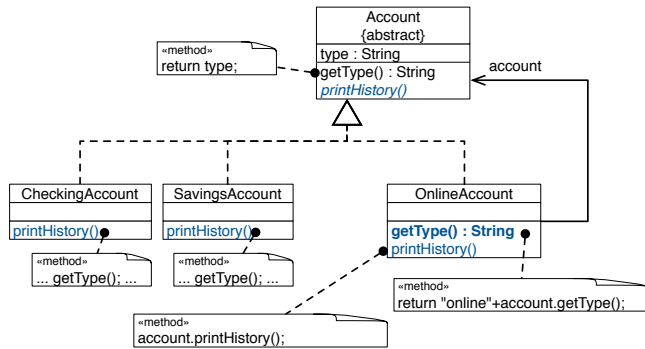 Account
{abstract}
type : String
getType() : String
printHistory()
«method»
return type;
account
CheckingAccount
printHistory()
«method»
... getType(); ...
SavingsAccount
printHistory()
«method»
... getType(); ...
OnlineAccount
getType() : String
printHistory()
«method»
return "online"+account.getType();
«method»
account.printHistory();